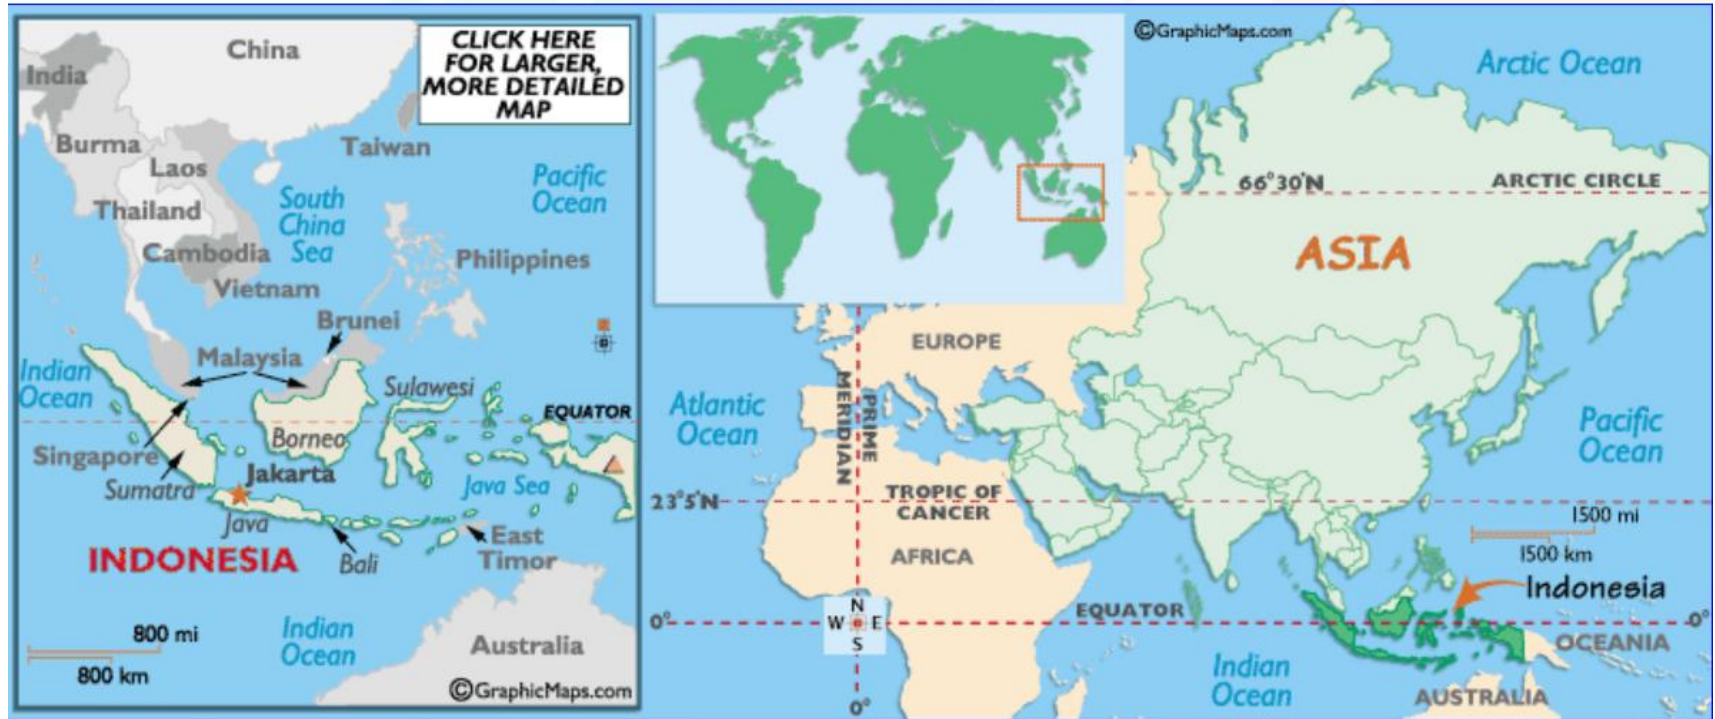 China
India
CLICK HERE
FOR LARGER,
MORE DETAILED
MAP
Burma
Taiwan
Laos
Pacific
Ocean
South
China
Sea
Thailand
Cambodia
Philippines
Vietnam
Brunei
Malaysia
Indian
Ocean
Sulawesi
EQUATOR
Borneo
Singapore
Sumatra
Jakarta
Java Sea
Java
East
Timor
INDONESIA
Bali
800 mi
800 km
Indian
Ocean
Australia
©GraphicMaps.com
©GraphicMaps.com
Arctic Ocean
66°30'N
ARCTIC CIRCLE
ASIA
EUROPE
Atlantic
Ocean
PRIME
MERIDIAN
Pacific
Ocean
23°5'N
TROPIC OF
CANCER
1500 mi
1500 km
AFRICA
Indonesia
EQUATOR
N
W E
S
0°
0°
0°
OCEANIA
Indian
Ocean
AUSTRALIA